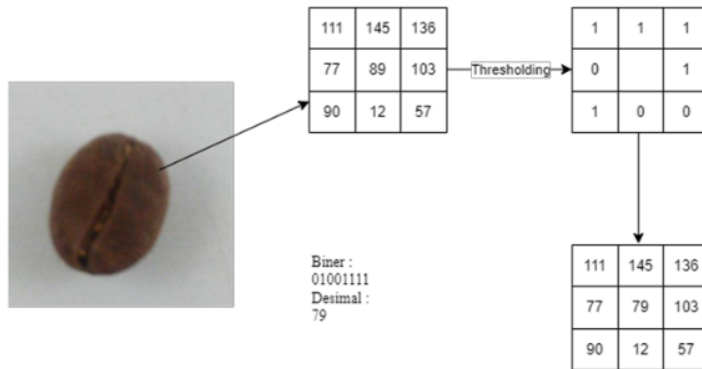 111 145 136
77 89 103
90 12 57
Thresholding
1 1 1
0 1
1 0 0
Biner :
01001111
Desimal :
79
111 145 136
77 79 103
90 12 57